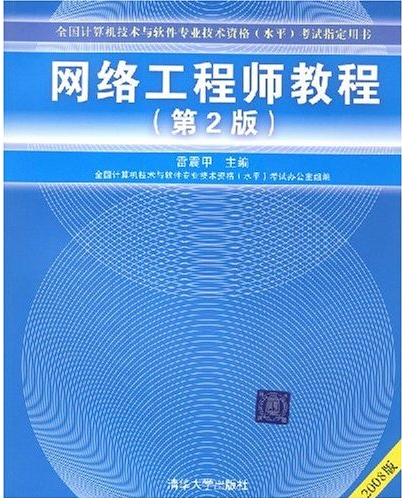 全国计算机技术与软件专业技术资格（水平）考试指定用书
网络工程师教程
（第2版）
雷震甲 主编
全国计算机技术与软件专业技术资格（水平）考试办公室组编
2008版
清华大学出版社